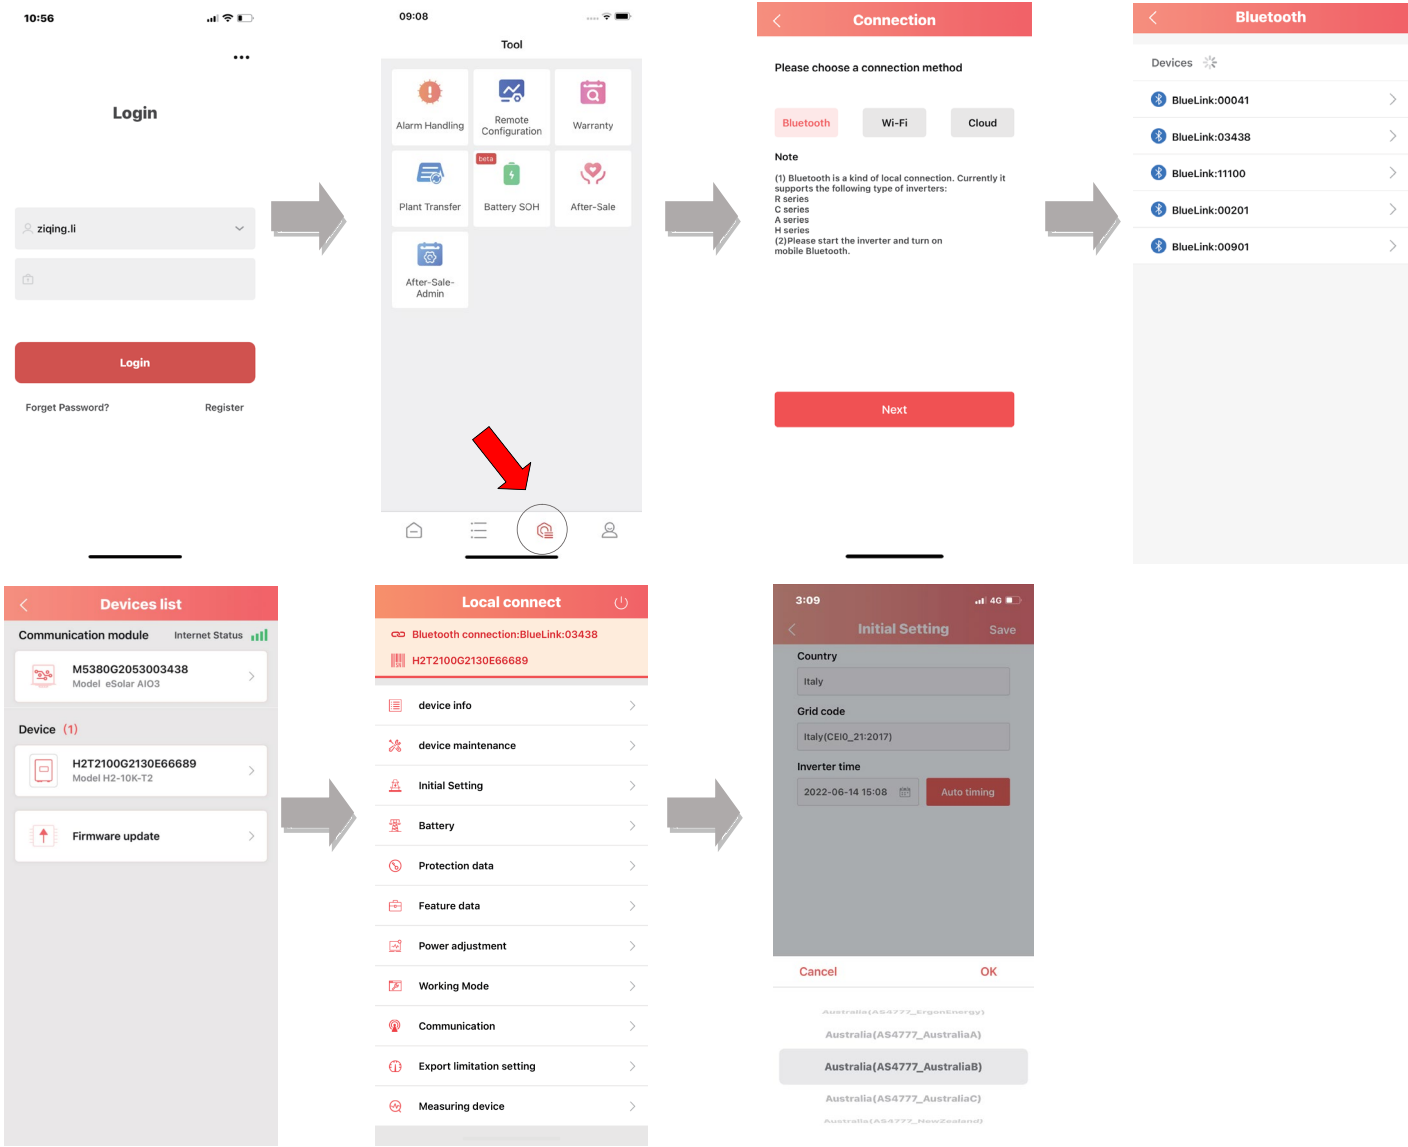 10:56
Login
ziqing.li
Login
Forget Password?
Register
09:08
Tool
Alarm Handling
Remote
Configuration
Warranty
Plant Transfer
beta
Battery SOH
After-Sale
After-Sale-
Admin
Connection
Please choose a connection method
Bluetooth
Wi-Fi
Cloud
Note
(1) Bluetooth is a kind of local connection. Currently it
supports the following type of inverters:
R series
C series
A series
H series
(2)Please start the inverter and turn on
mobile Bluetooth.
Next
Bluetooth
Devices
BlueLink:00041
BlueLink:03438
BlueLink:11100
BlueLink:00201
BlueLink:00901
Devices list
Communication module
Internet Status
M5380G2053003438
Model eSolar AIO3
Device (1)
H2T2100G2130E66689
Model H2-10K-T2
Firmware update
Local connect
Bluetooth connection:BlueLink:03438
H2T2100G2130E66689
device info
device maintenance
Initial Setting
Battery
Protection data
Feature data
Power adjustment
Working Mode
Communication
Export limitation setting
Measuring device
3:09
4G
Initial Setting
Save
Country
Italy
Grid code
Italy(CEI0_21:2017)
Inverter time
2022-06-14 15:08
Auto timing
Cancel
OK
Australia(AS4777_ErgonEnergy)
Australia(AS4777_AustraliaA)
Australia(AS4777_AustraliaB)
Australia(AS4777_AustraliaC)
Australia(AS4777_NewZealand)